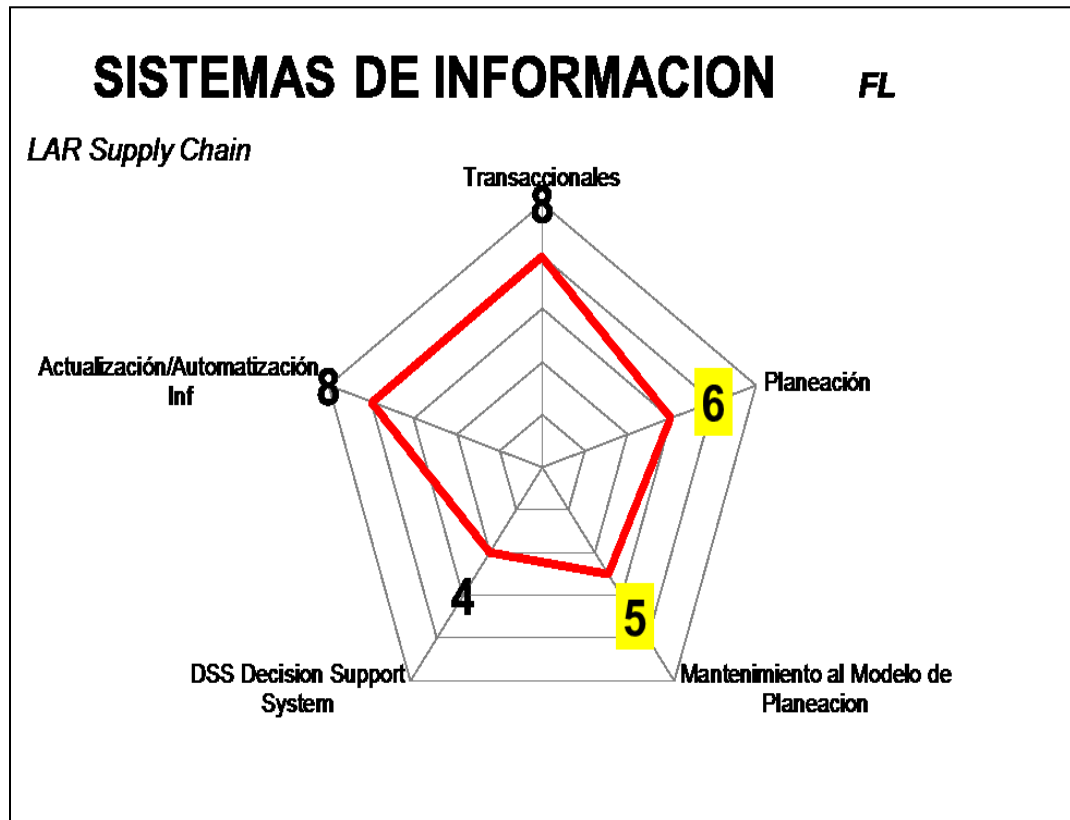 SISTEMAS DE INFORMACION FL
LAR Supply Chain
Transaccionales
8
Actualización/Automatización
Inf
8
Planeación
6
4
5
DSS Decision Support
System
Mantenimiento al Modelo de
Planeacion